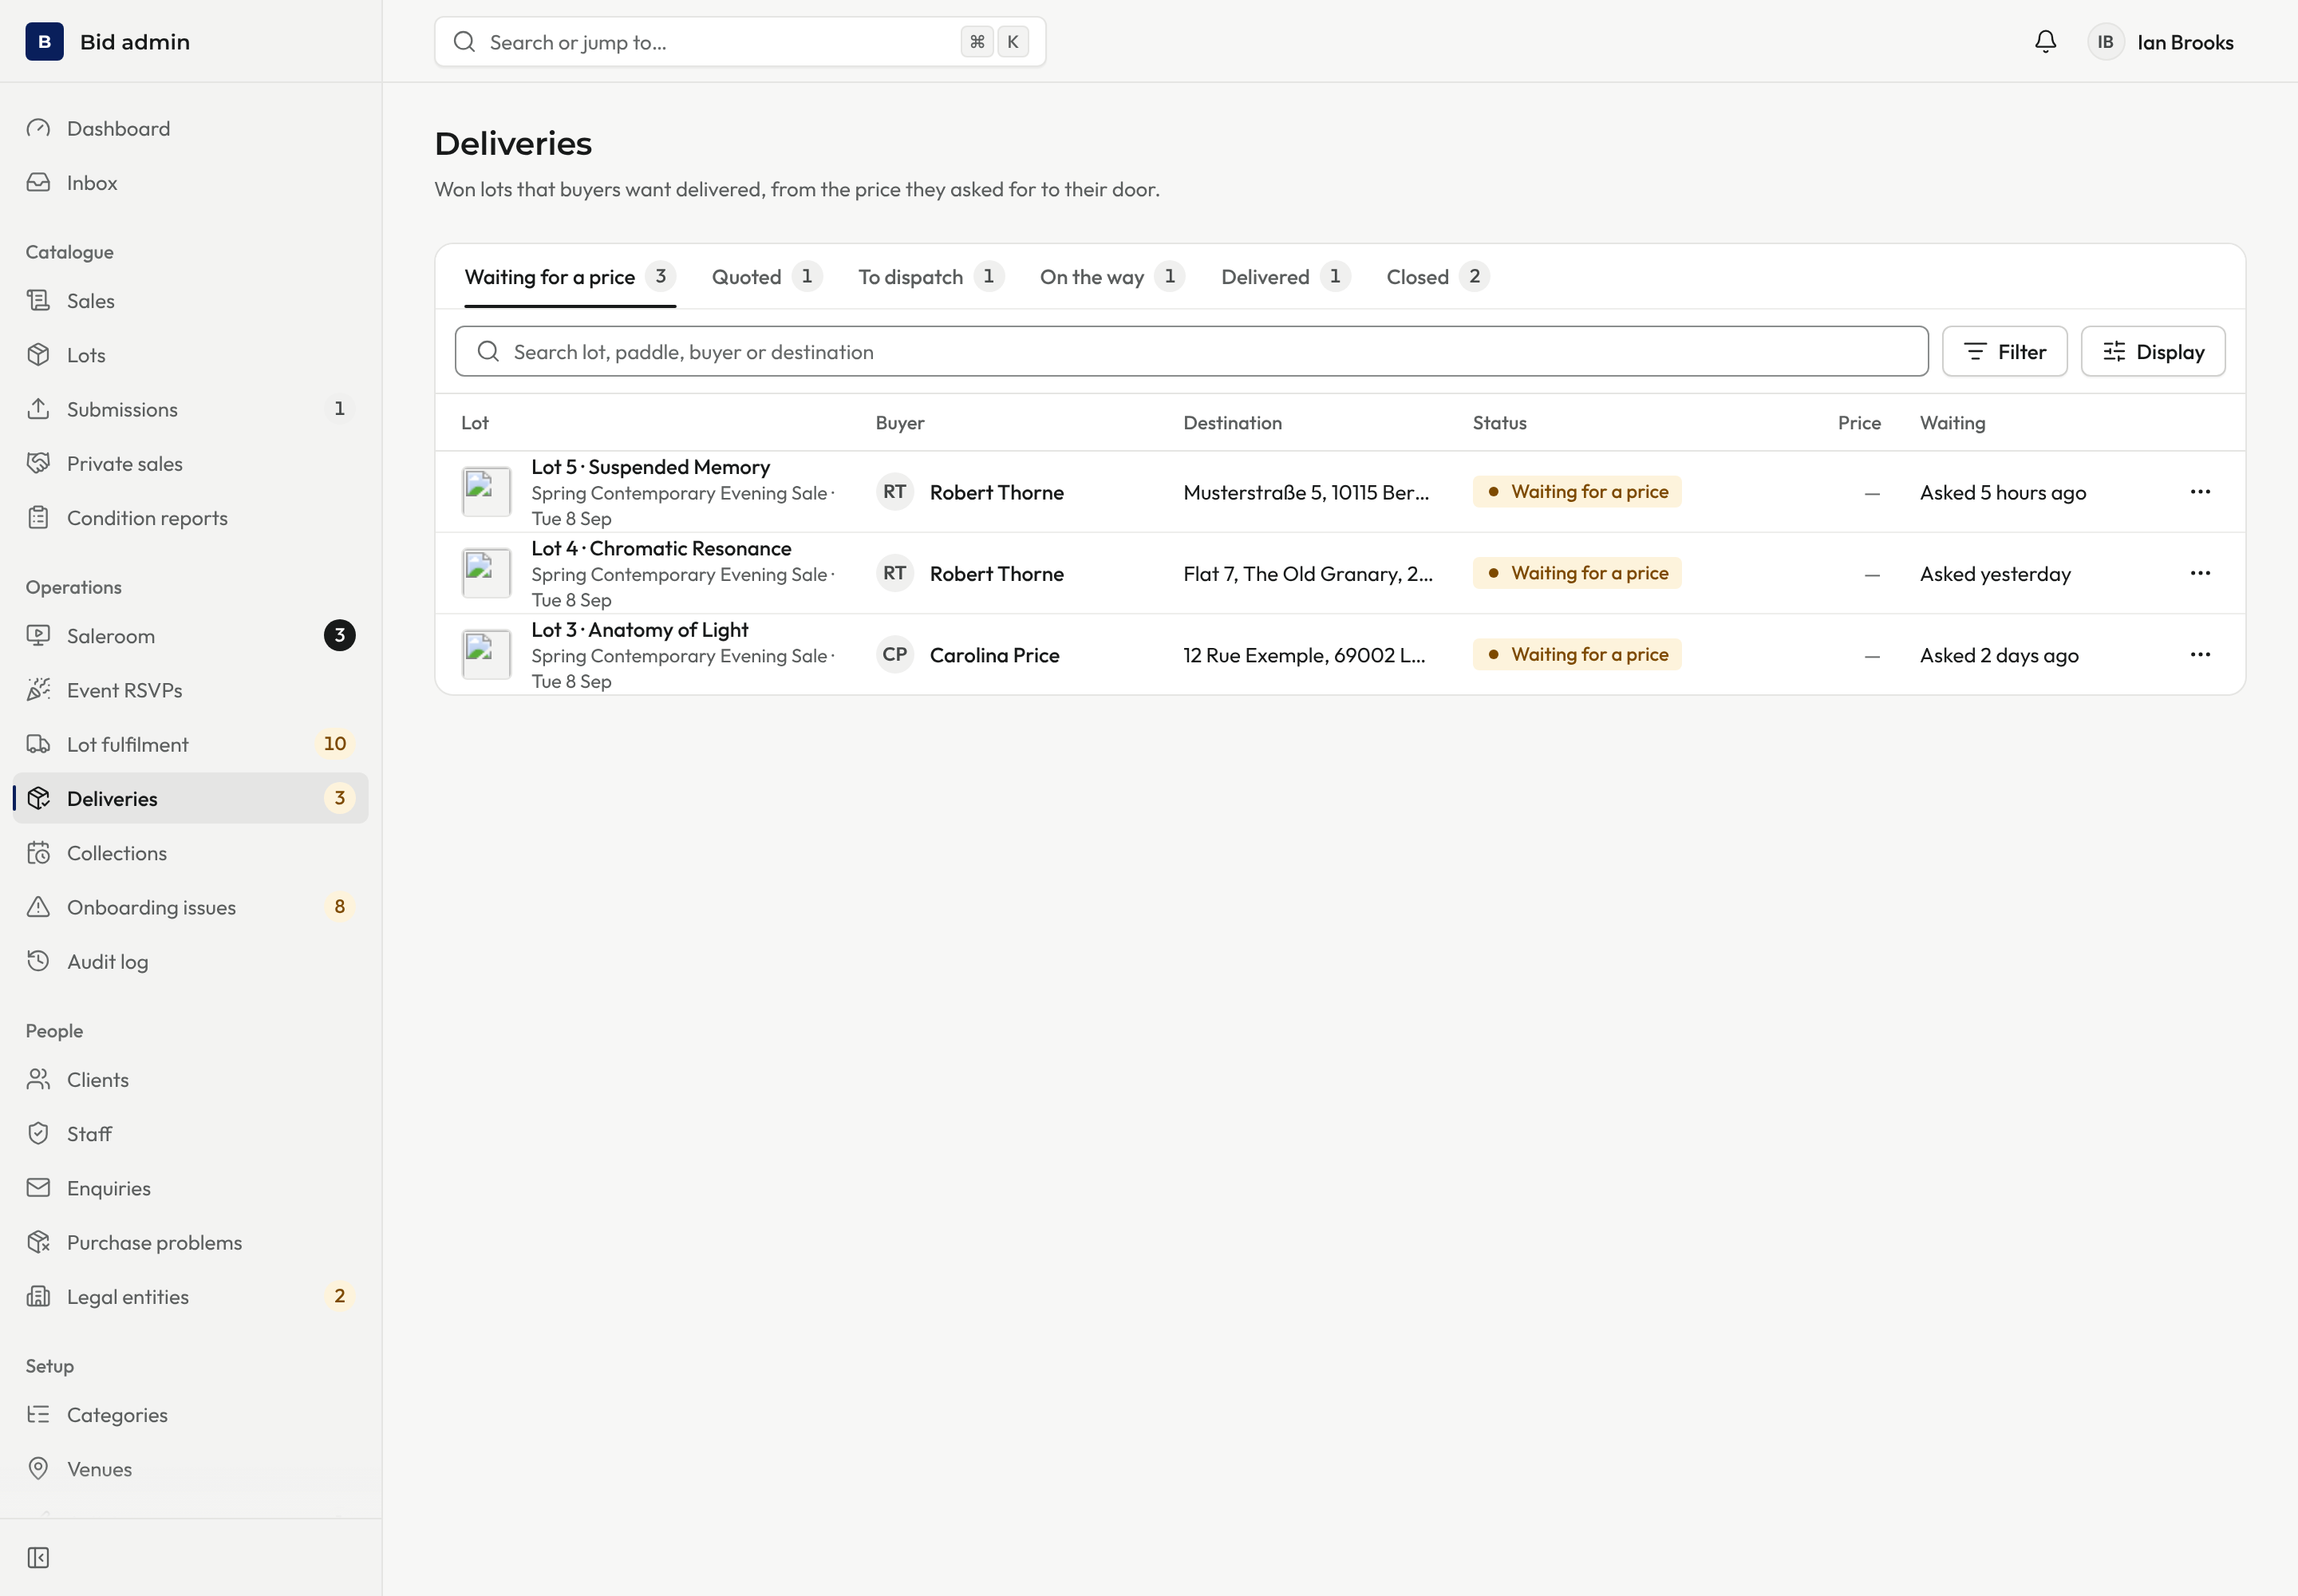 B Bid admin
Search or jump to... ⌘ K
IB Ian Brooks
Dashboard
Inbox
Catalogue
Sales
Lots
Submissions 1
Private sales
Condition reports
Operations
Saleroom 3
Event RSVPs
Lot fulfilment 10
Deliveries 3
Collections
Onboarding issues 8
Audit log
People
Clients
Staff
Enquiries
Purchase problems
Legal entities 2
Setup
Categories
Venues
Deliveries
Won lots that buyers want delivered, from the price they asked for to their door.
Waiting for a price 3 Quoted 1 To dispatch 1 On the way 1 Delivered 1 Closed 2
Search lot, paddle, buyer or destination Filter Display
Lot Buyer Destination Status Price Waiting
Lot 5 · Suspended Memory
Spring Contemporary Evening Sale ·
Tue 8 Sep
RT Robert Thorne Musterstraße 5, 10115 Ber... Waiting for a price — Asked 5 hours ago
Lot 4 · Chromatic Resonance
Spring Contemporary Evening Sale ·
Tue 8 Sep
RT Robert Thorne Flat 7, The Old Granary, 2... Waiting for a price — Asked yesterday
Lot 3 · Anatomy of Light
Spring Contemporary Evening Sale ·
Tue 8 Sep
CP Carolina Price 12 Rue Exemple, 69002 L... Waiting for a price — Asked 2 days ago